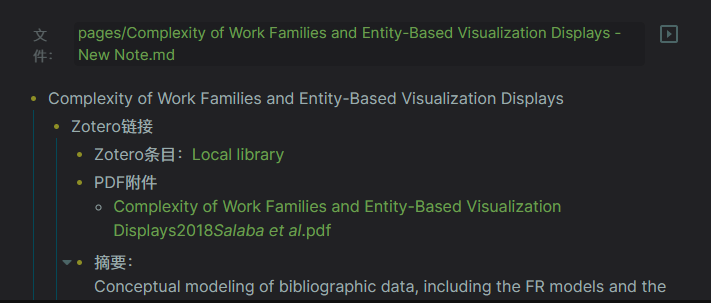 文
件：
pages/Complexity of Work Families and Entity-Based Visualization Displays -
New Note.md
Complexity of Work Families and Entity-Based Visualization Displays
Zotero链接
Zotero条目：Local library
PDF附件
Complexity of Work Families and Entity-Based Visualization
Displays2018Salaba et al.pdf
摘要：
Conceptual modeling of bibliographic data, including the FR models and the